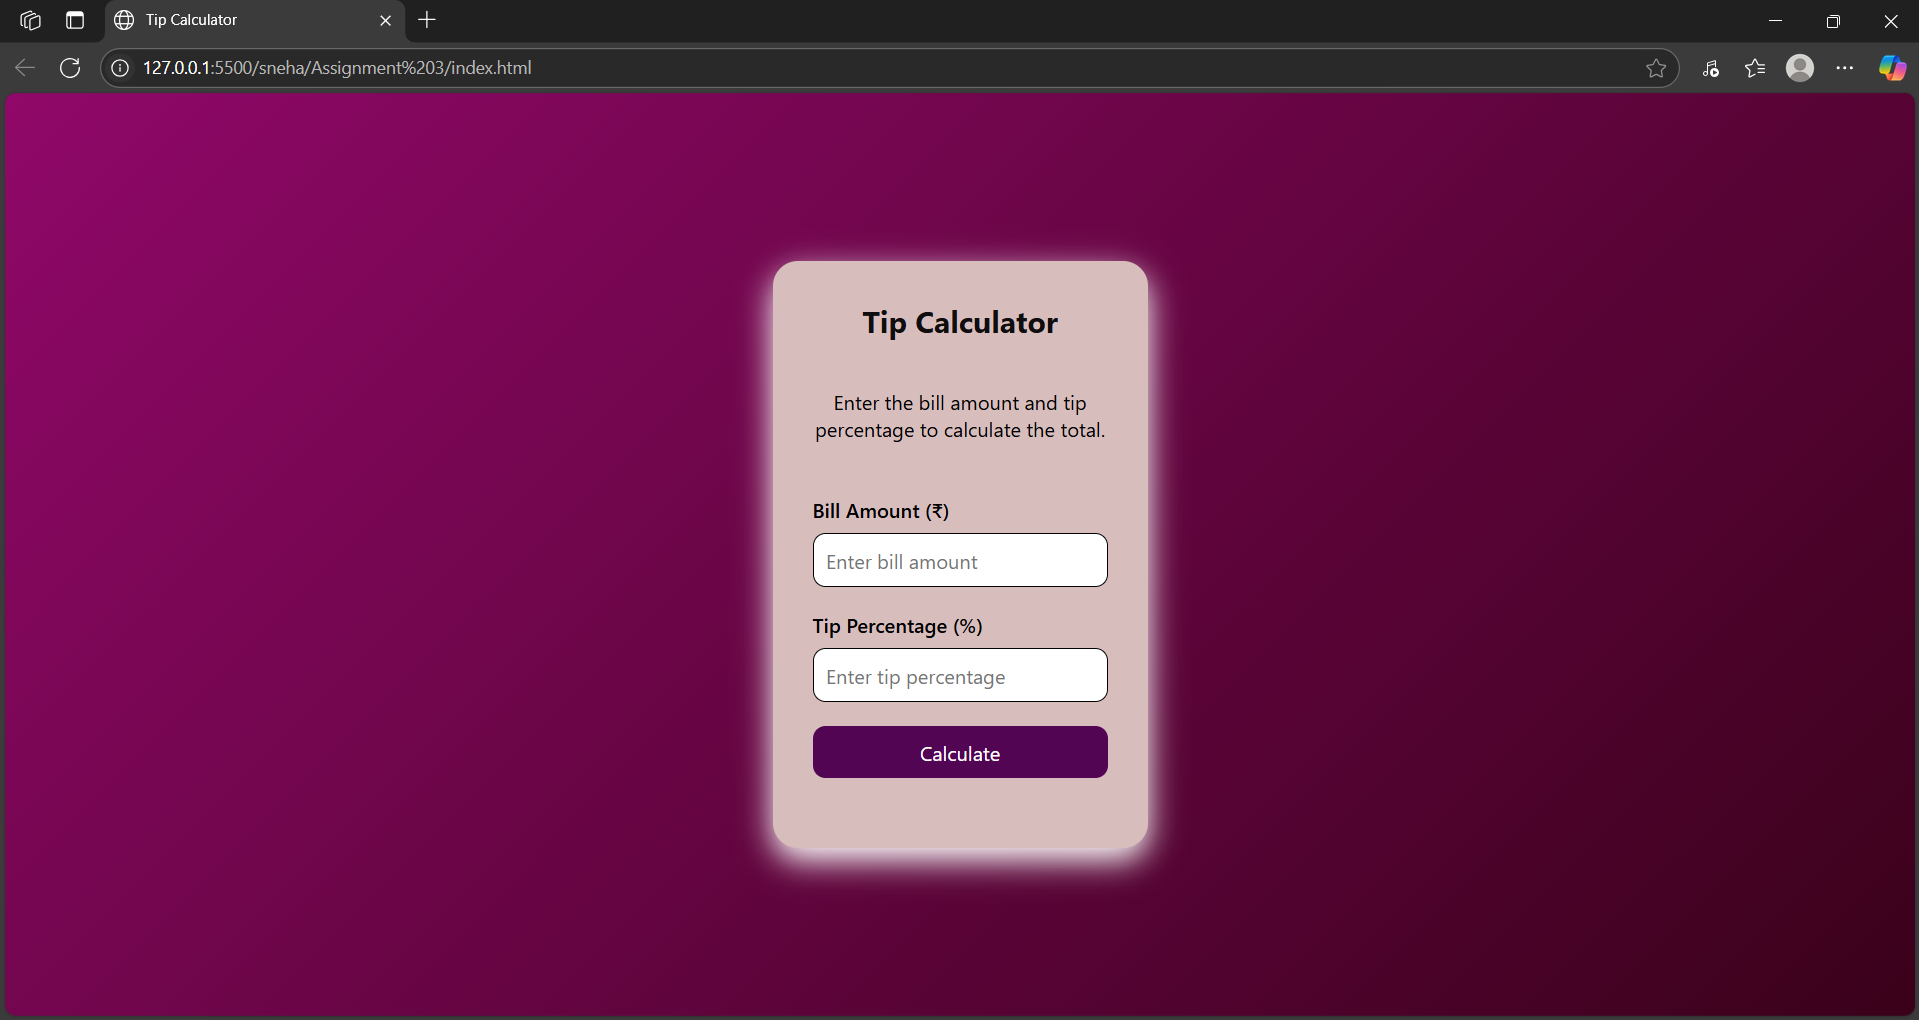 Tip Calculator
127.0.0.1:5500/sneha/Assignment%203/index.html
Tip Calculator
Enter the bill amount and tip
percentage to calculate the total.
Bill Amount (₹)
Enter bill amount
Tip Percentage (%)
Enter tip percentage
Calculate